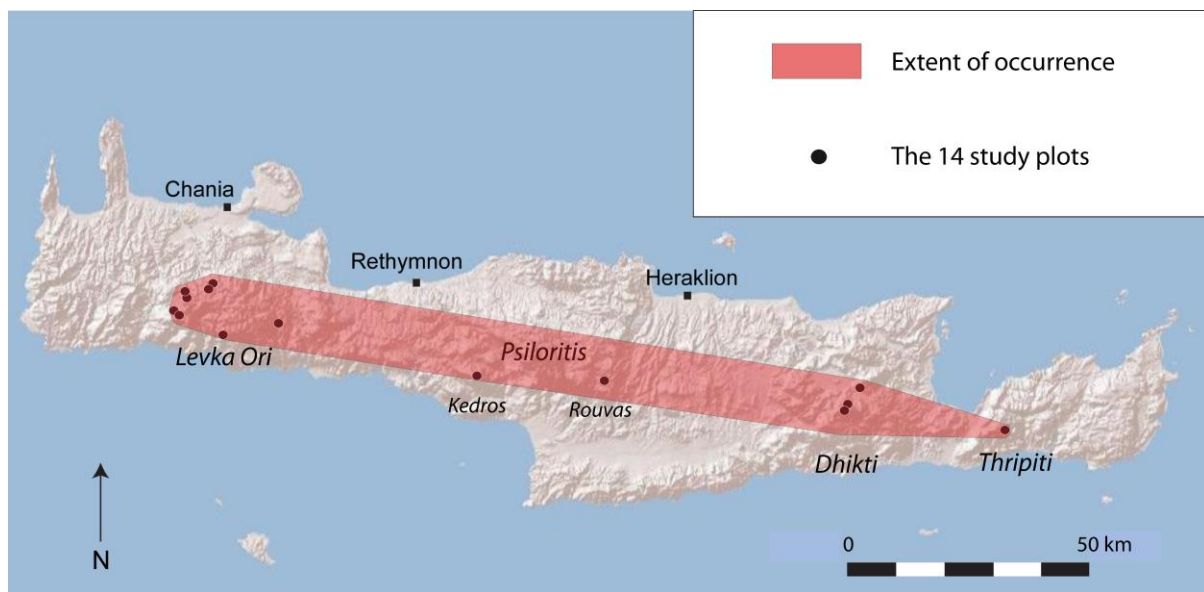 Extent of occurrence
The 14 study plots
Chania
Rethymnon
Heraklion
Levka Ori
Psiloritis
Kedros
Rouvas
Dhikti
Thripiti
N
0 50 km